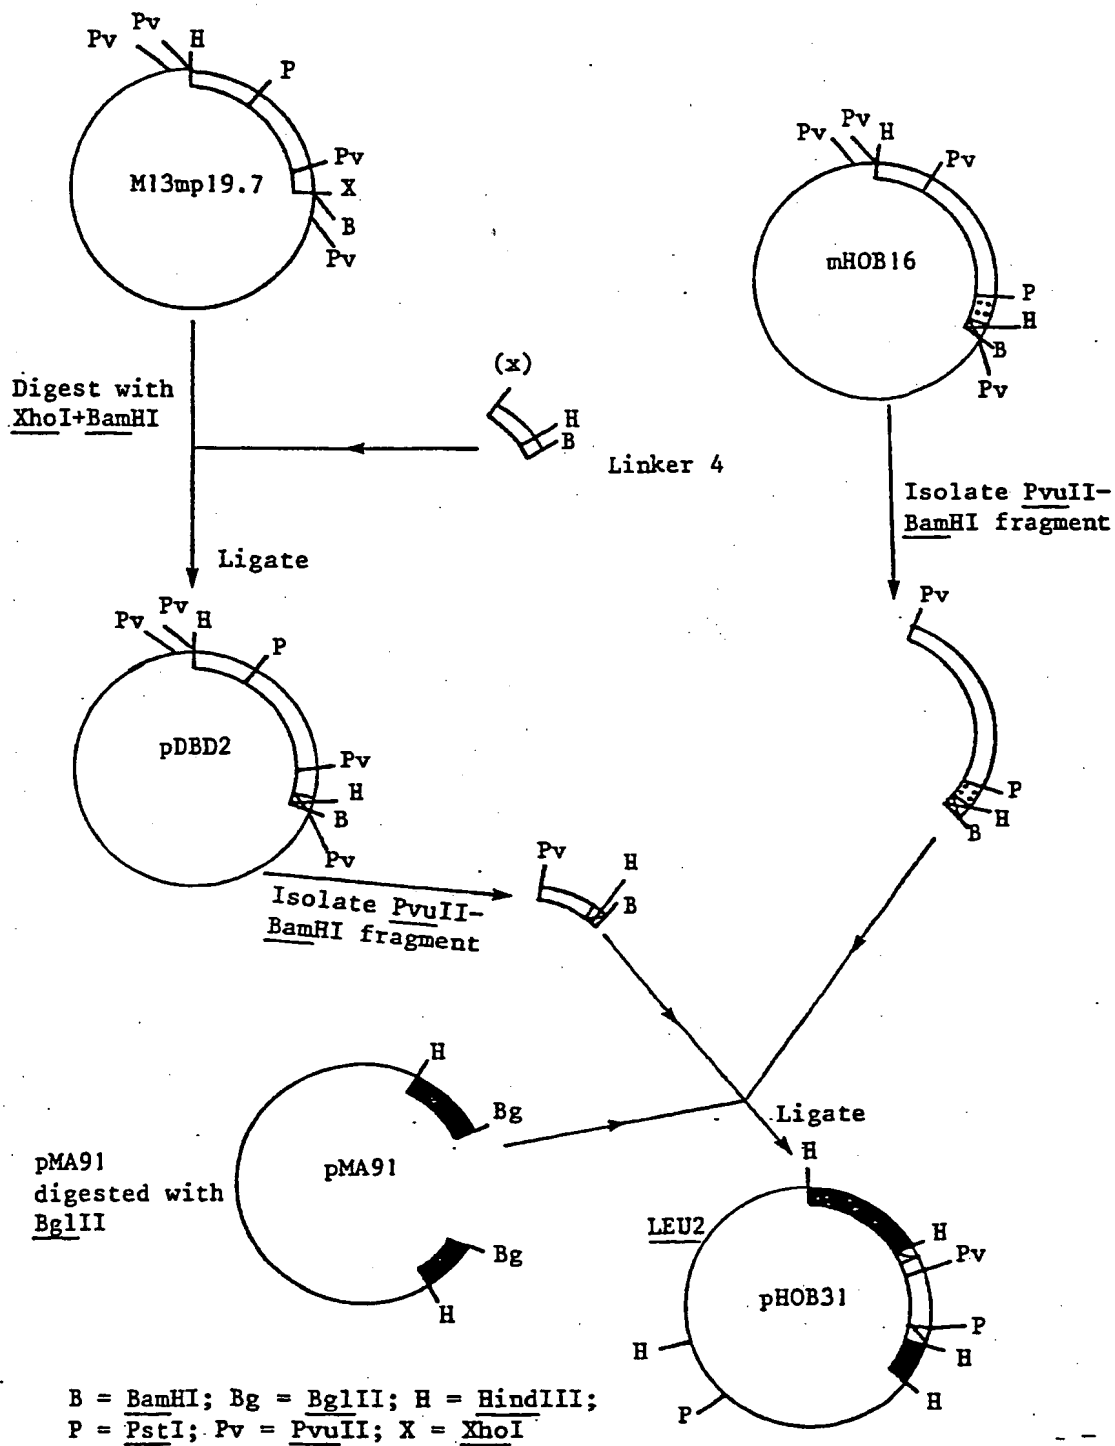 Pv
Pv
H
P
Pv
X
B
Pv
M13mp19.7
Pv
Pv
H
Pv
P
H
B
Pv
mHOB16
Digest with
XhoI+BamHI
(x)
H
B
Linker 4
Isolate PvuII-
BamHI fragment
Ligate
Pv
Pv
H
P
Pv
H
B
Pv
pDBD2
Pv
P
H
B
Isolate PvuII-
BamHI fragment
Pv
H
B
H
Bg
Bg
H
pMA91
pMA91
digested with
BglII
Ligate
H
LEU2
H
Pv
P
H
H
P
H
pHOB31
B = BamHI; Bg = BglII; H = HindIII;
P = PstI; Pv = PvuII; X = XhoI